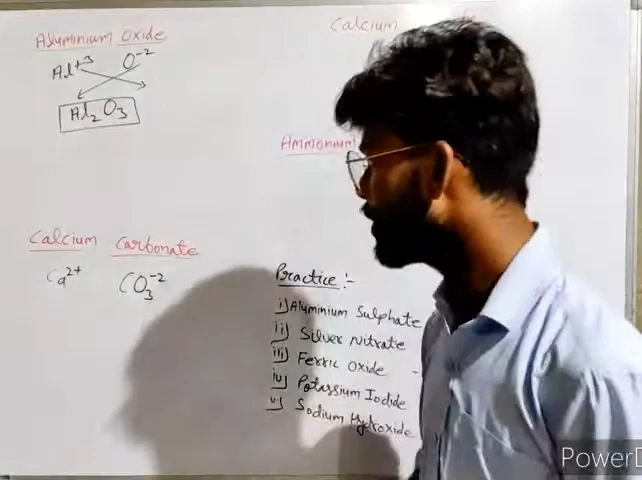 Aluminium Oxide
Al+3 O-2
Al2O3
Calcium
Ammonium
Calcium Carbonate
Ca2+ CO3-2
Practice :-
i) Aluminium Sulphate
ii) Silver Nitrate
iii) Ferric Oxide -
iv) Potassium Iodide
v) Sodium Hydroxide